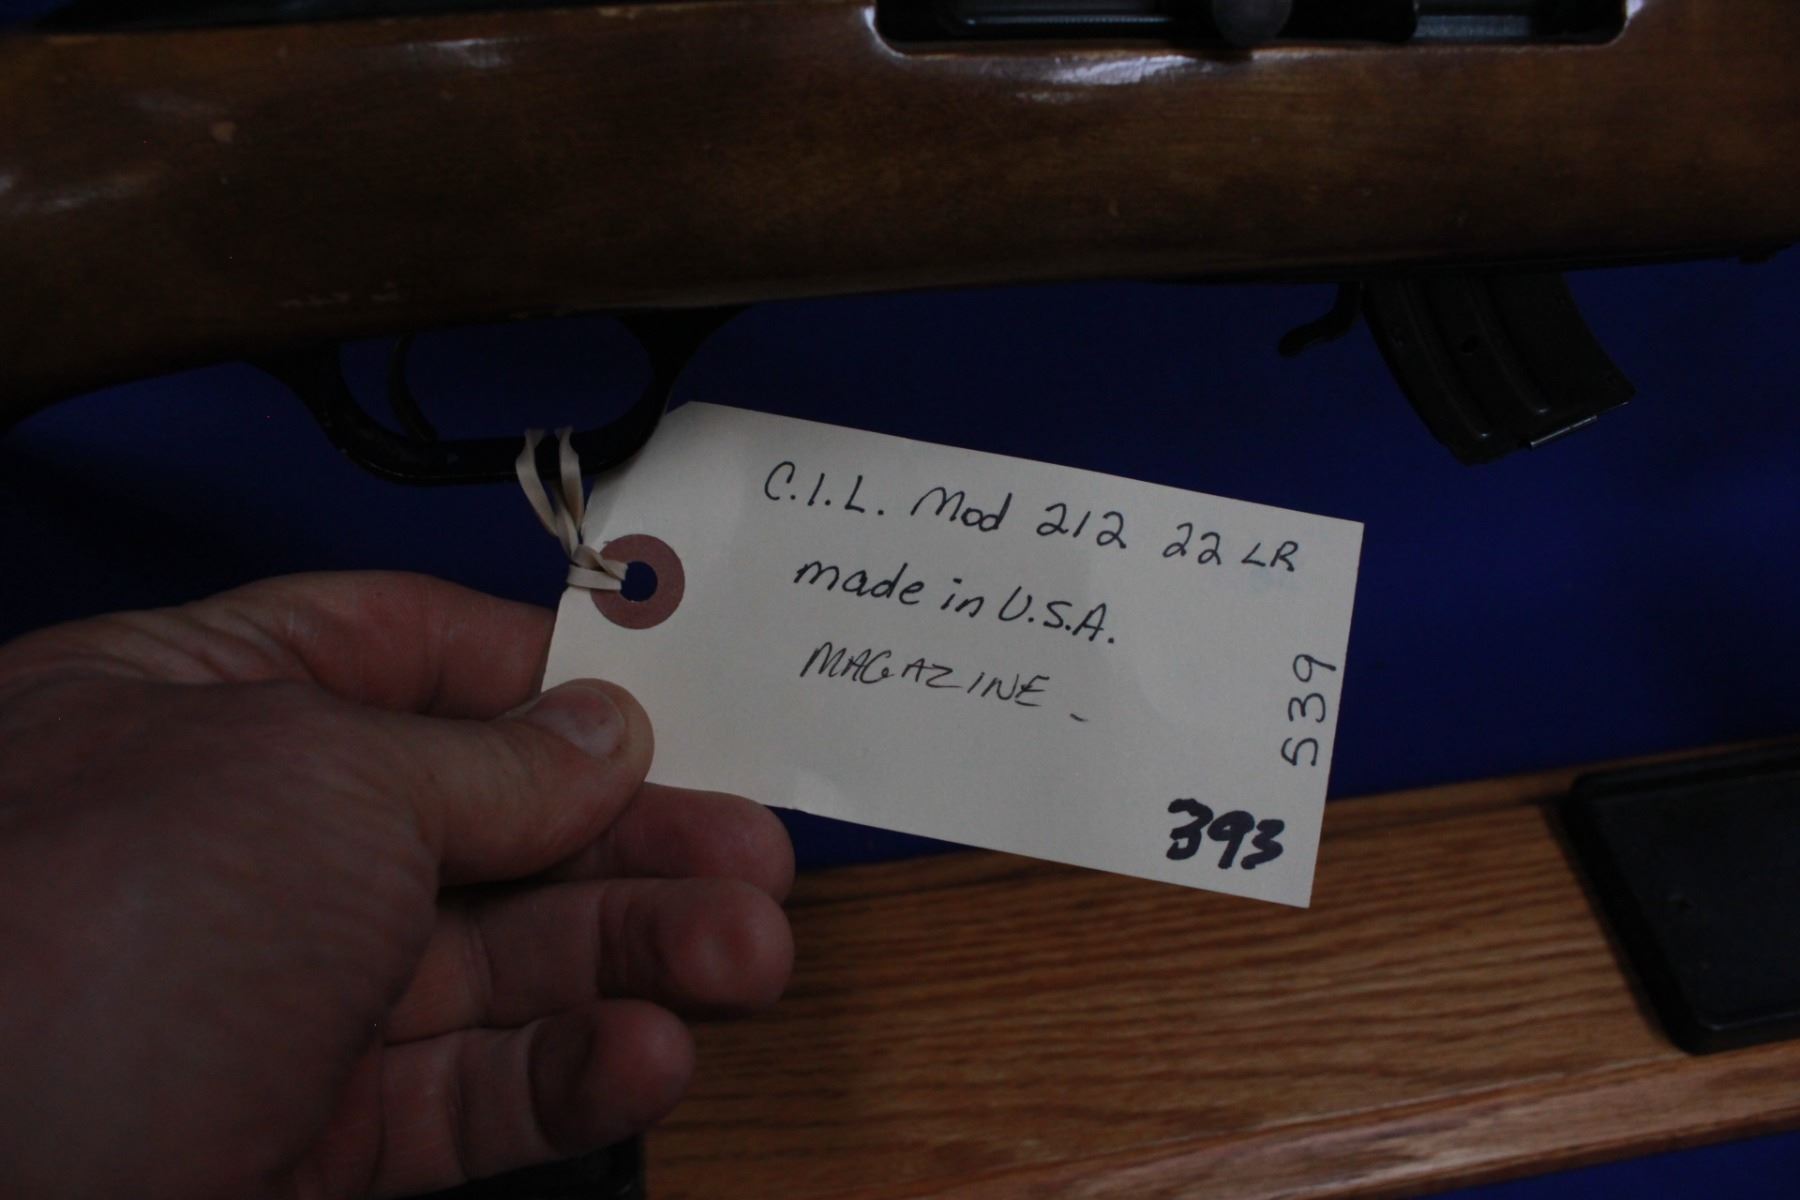 C.I.L. Mod 212 22 LR
made in U.S.A.
MAGAZINE -
539
393